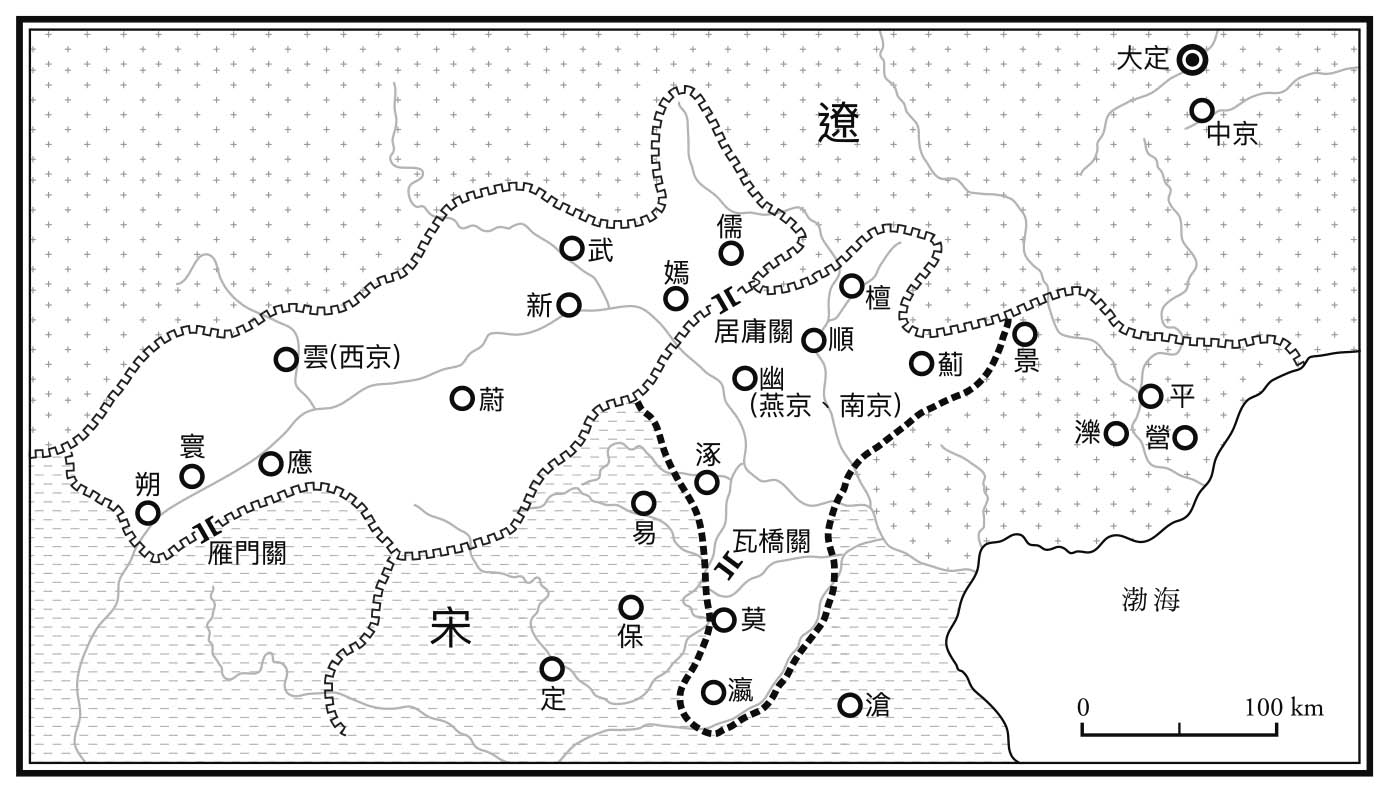 大定
中京
遼
儒
武
媯
新
檀
居庸關
順
景
雲(西京)
薊
幽
(燕京、南京)
蔚
平
灤
營
寰
應
涿
朔
易
瓦橋關
雁門關
渤海
莫
保
宋
定
瀛
滄
0
100 km